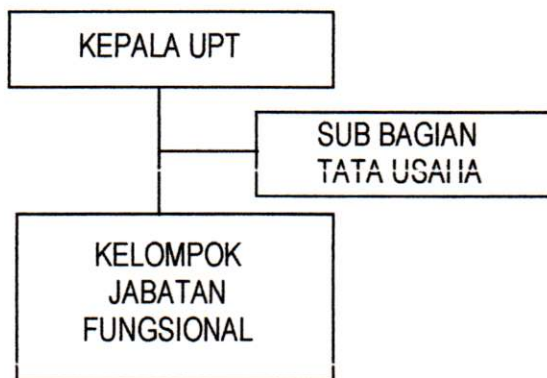 KEPALA UPT
SUB BAGIAN
TATA USAHA
KELOMPOK
JABATAN
FUNGSIONAL